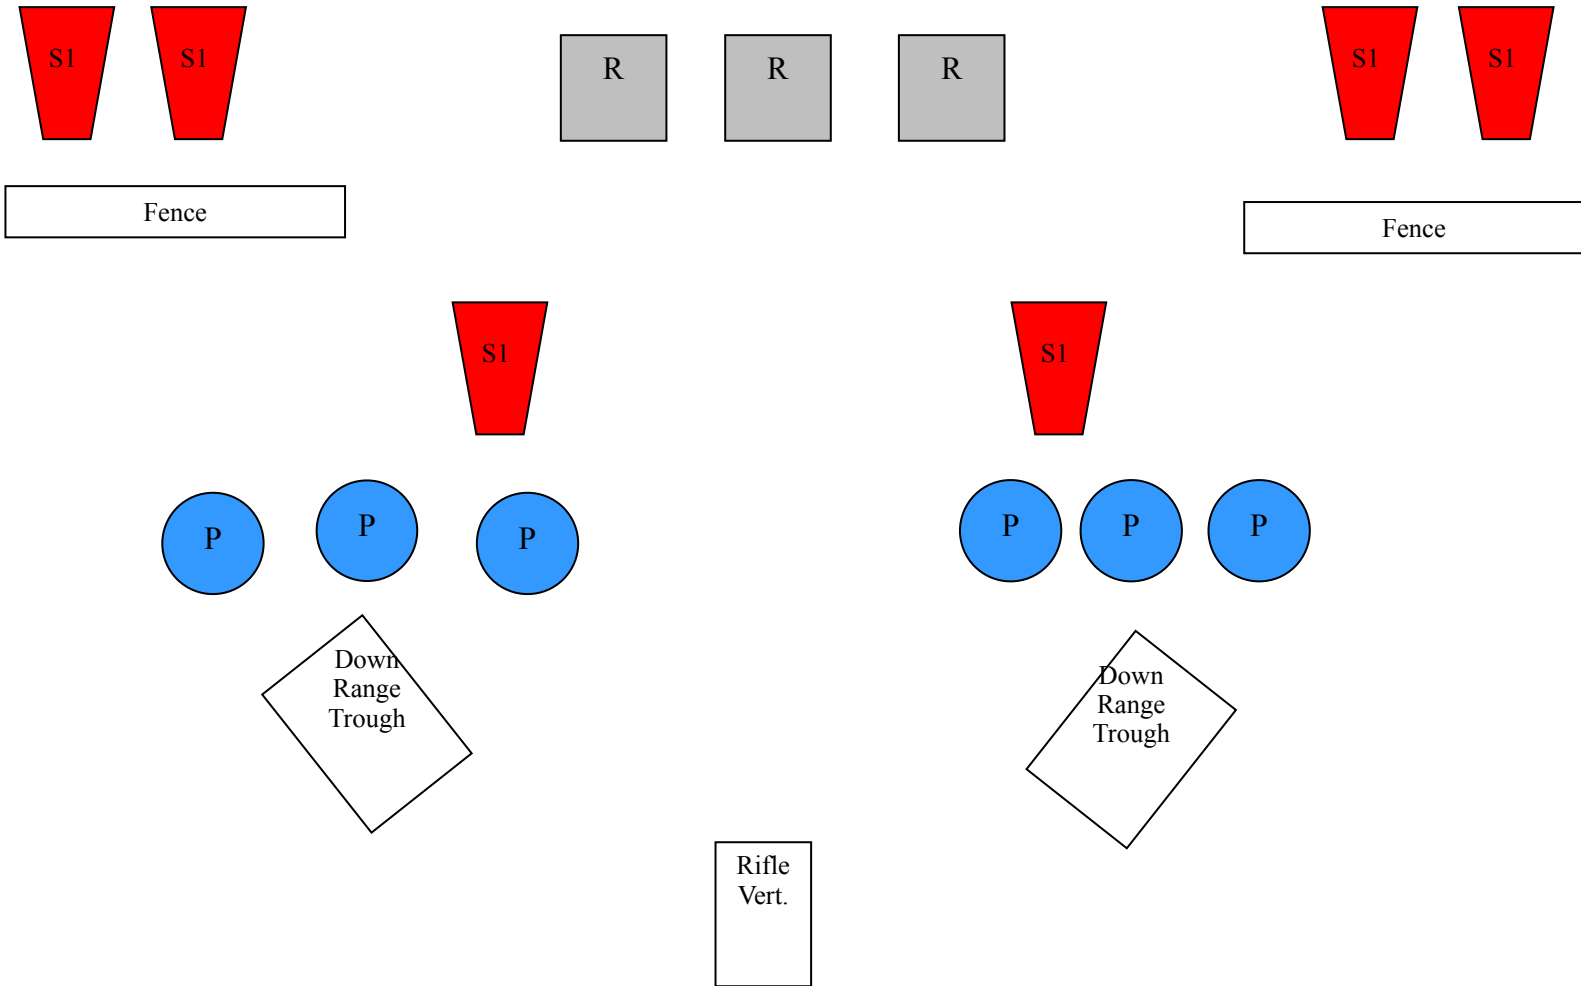 S1
S1
R
R
R
S1
S1
Fence
Fence
S1
S1
P
P
P
P
P
P
Down
Range
Trough
Down
Range
Trough
Rifle
Vert.